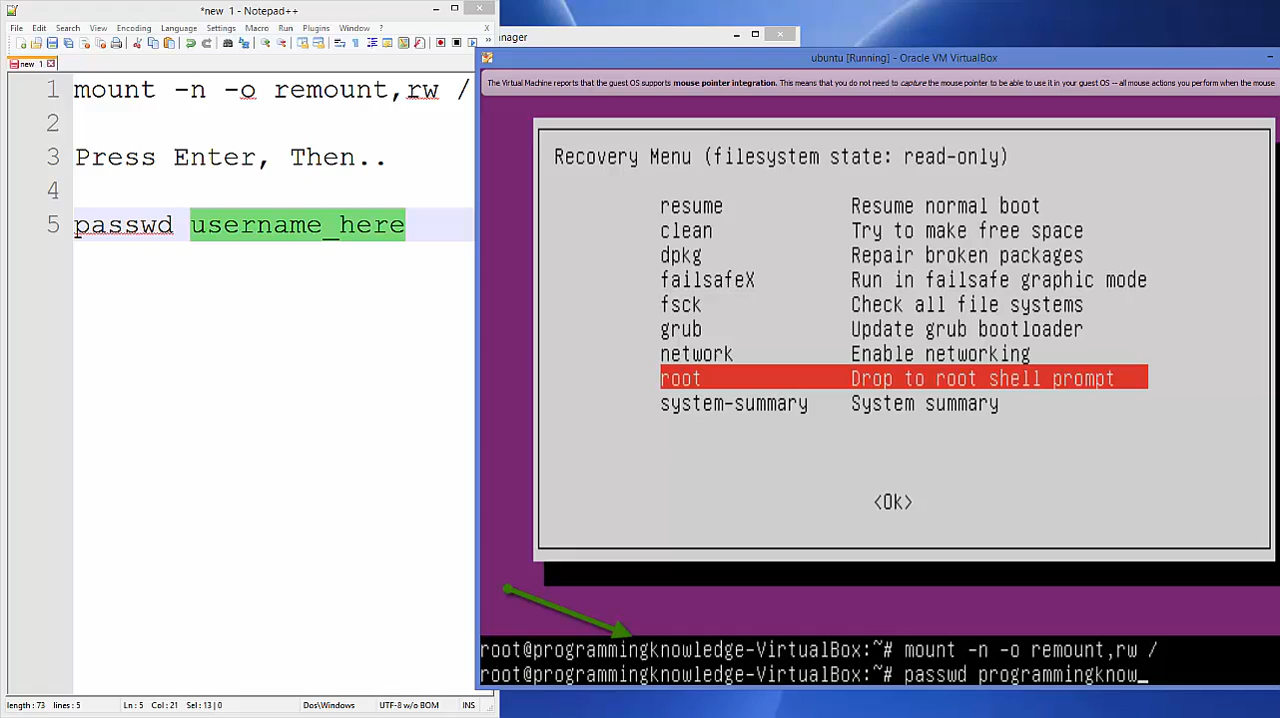 *new 1 - Notepad++
File Edit Search View Encoding Language Settings Macro Run Plugins Window ?
X
new 1
1 mount -n -o remount,rw /
2
3 Press Enter, Then..
4
5 passwd username_here
length : 73 lines : 5 Ln : 5 Col : 21 Sel : 13 | 0 Dos\Windows UTF-8 w/o BOM INS
nager
ubuntu [Running] - Oracle VM VirtualBox
The Virtual Machine reports that the guest OS supports mouse pointer integration. This means that you do not need to capture the mouse pointer to be able to use it in your guest OS -- all mouse actions you perform when the mouse
Recovery Menu (filesystem state: read-only)
resume Resume normal boot
clean Try to make free space
dpkg Repair broken packages
failsafeX Run in failsafe graphic mode
fsck Check all file systems
grub Update grub bootloader
network Enable networking
root Drop to root shell prompt
system-summary System summary
<Ok>
root@programmingknowledge-VirtualBox:~# mount -n -o remount,rw /
root@programmingknowledge-VirtualBox:~# passwd programmingknow_